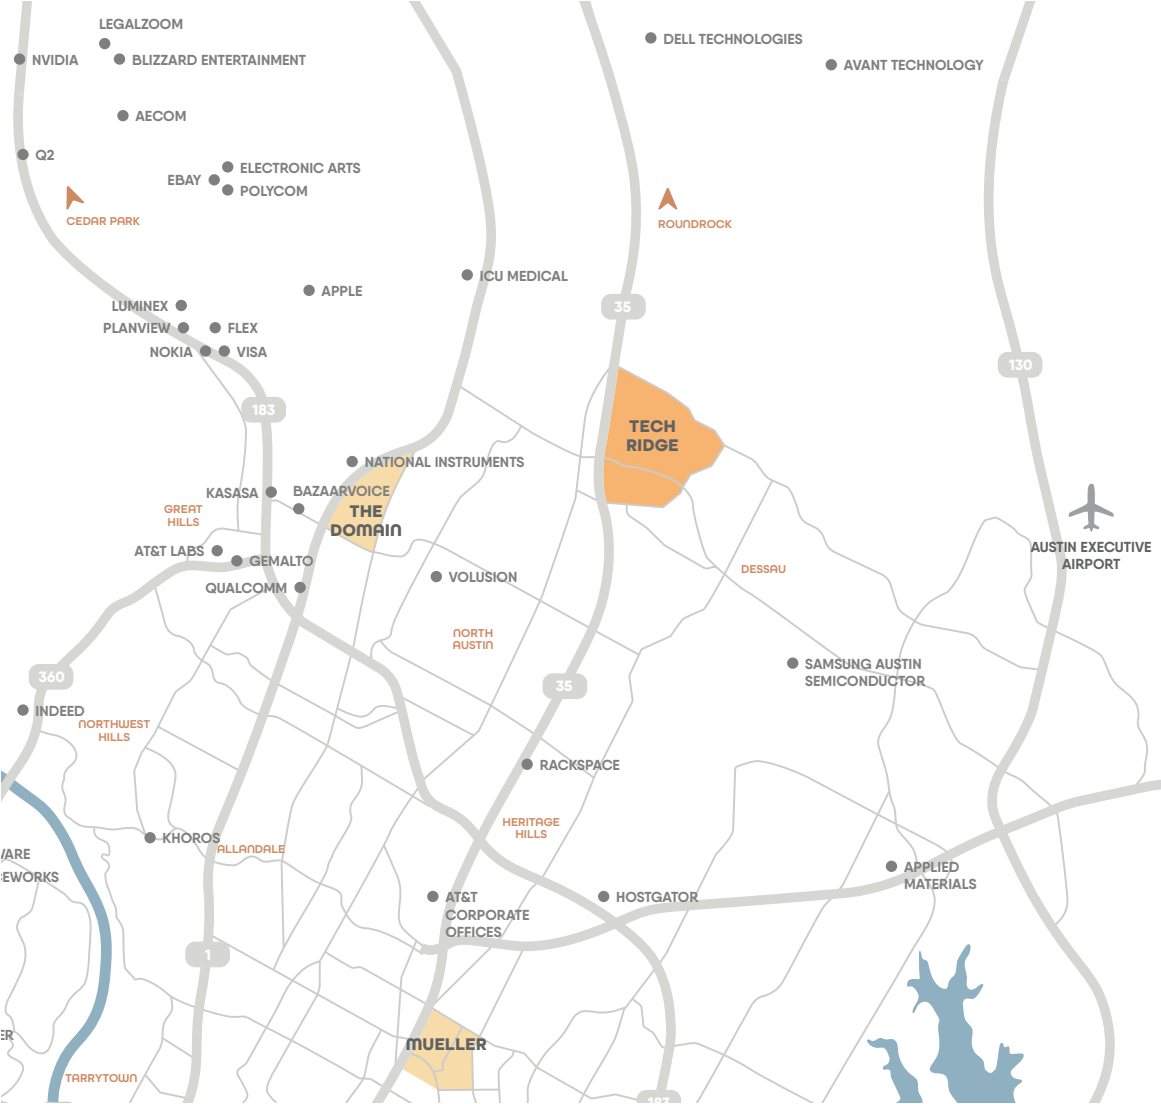 LEGALZOOM
DELL TECHNOLOGIES
NVIDIA
BLIZZARD ENTERTAINMENT
AVANT TECHNOLOGY
AECOM
Q2
ELECTRONIC ARTS
EBAY
POLYCOM
CEDAR PARK
ROUNDROCK
ICU MEDICAL
APPLE
LUMINEX
35
PLANVIEW
FLEX
NOKIA
VISA
130
183
TECH
RIDGE
NATIONAL INSTRUMENTS
KASASA
BAZAARVOICE
GREAT
HILLS
THE
DOMAIN
AT&T LABS
GEMALTO
AUSTIN EXECUTIVE
AIRPORT
DESSAU
VOLUSION
QUALCOMM
NORTH
AUSTIN
SAMSUNG AUSTIN
SEMICONDUCTOR
360
35
INDEED
NORTHWEST
HILLS
RACKSPACE
HERITAGE
HILLS
KHOROS
ALLANDALE
APPLIED
MATERIALS
AT&T
CORPORATE
OFFICES
HOSTGATOR
1
MUELLER
TARRYTOWN
183